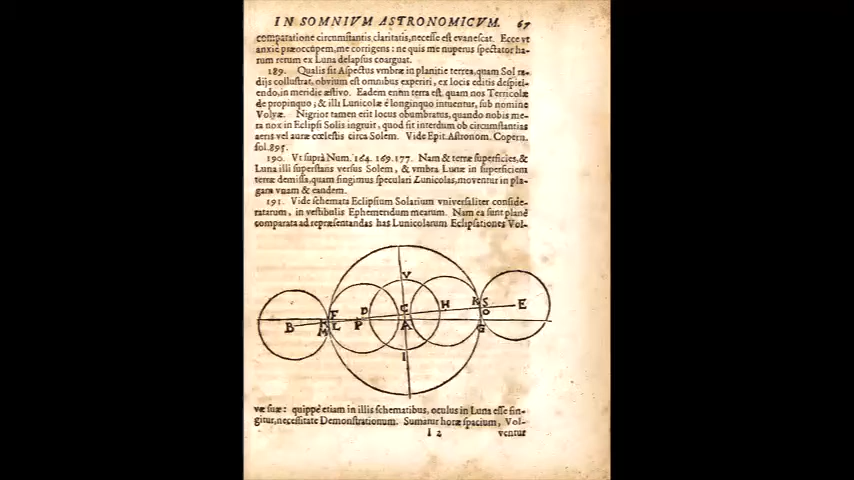 IN SOMNIVM ASTRONOMICVM. 67
comparatione circumstantis claritatis, necesse est evanescat. Ecce vt
anxiè præoccupem, me corrigens: ne quis me nuperus spectator ha-
rum rerum ex Luna delapsus coarguat.
189. Qualis sit Aspectus vmbræ in planitie terrea, quam Sol ra-
dijs collustrat, obvium est omnibus experiri, ex locis editis despici-
endo, in meridie æstivo. Eadem enim terra est, quam nos Terricolæ
de propinquo, & illi Lunicolæ è longinquo intuentur, sub nomine
Volvæ. Nigrior tamen erit locus obumbratus, quando nobis me-
ra nox in Eclipsi Solis ingruit, quod fit interdum ob circumstantias
aeris vel auræ cœlestis circa Solem. Vide Epit. Astronom. Copern.
fol. 895.
190. Vt suprà Num. 164. 169. 177. Nam & terræ superficies, &
Luna illi superstans versus Solem, & vmbra Lunæ in superficiem
terræ demissa, quam fingimus speculari Lunicolas, moventur in pla-
gam vnam & eandem.
191. Vide schemata Eclipsium Solarium vniversaliter conside-
ratarum, in vestibulis Ephemeridum mearum. Nam ea sunt planè
comparata ad repræsentandas has Lunicolarum Eclipsationes Vol-
V
F D C H K S E
O
B M L P A G
I
væ suæ: quippè etiam in illis schematibus, oculus in Luna esse fin-
gitur, necessitate Demonstrationum. Sumatur horæ spacium, Vol-
I 2 ventur